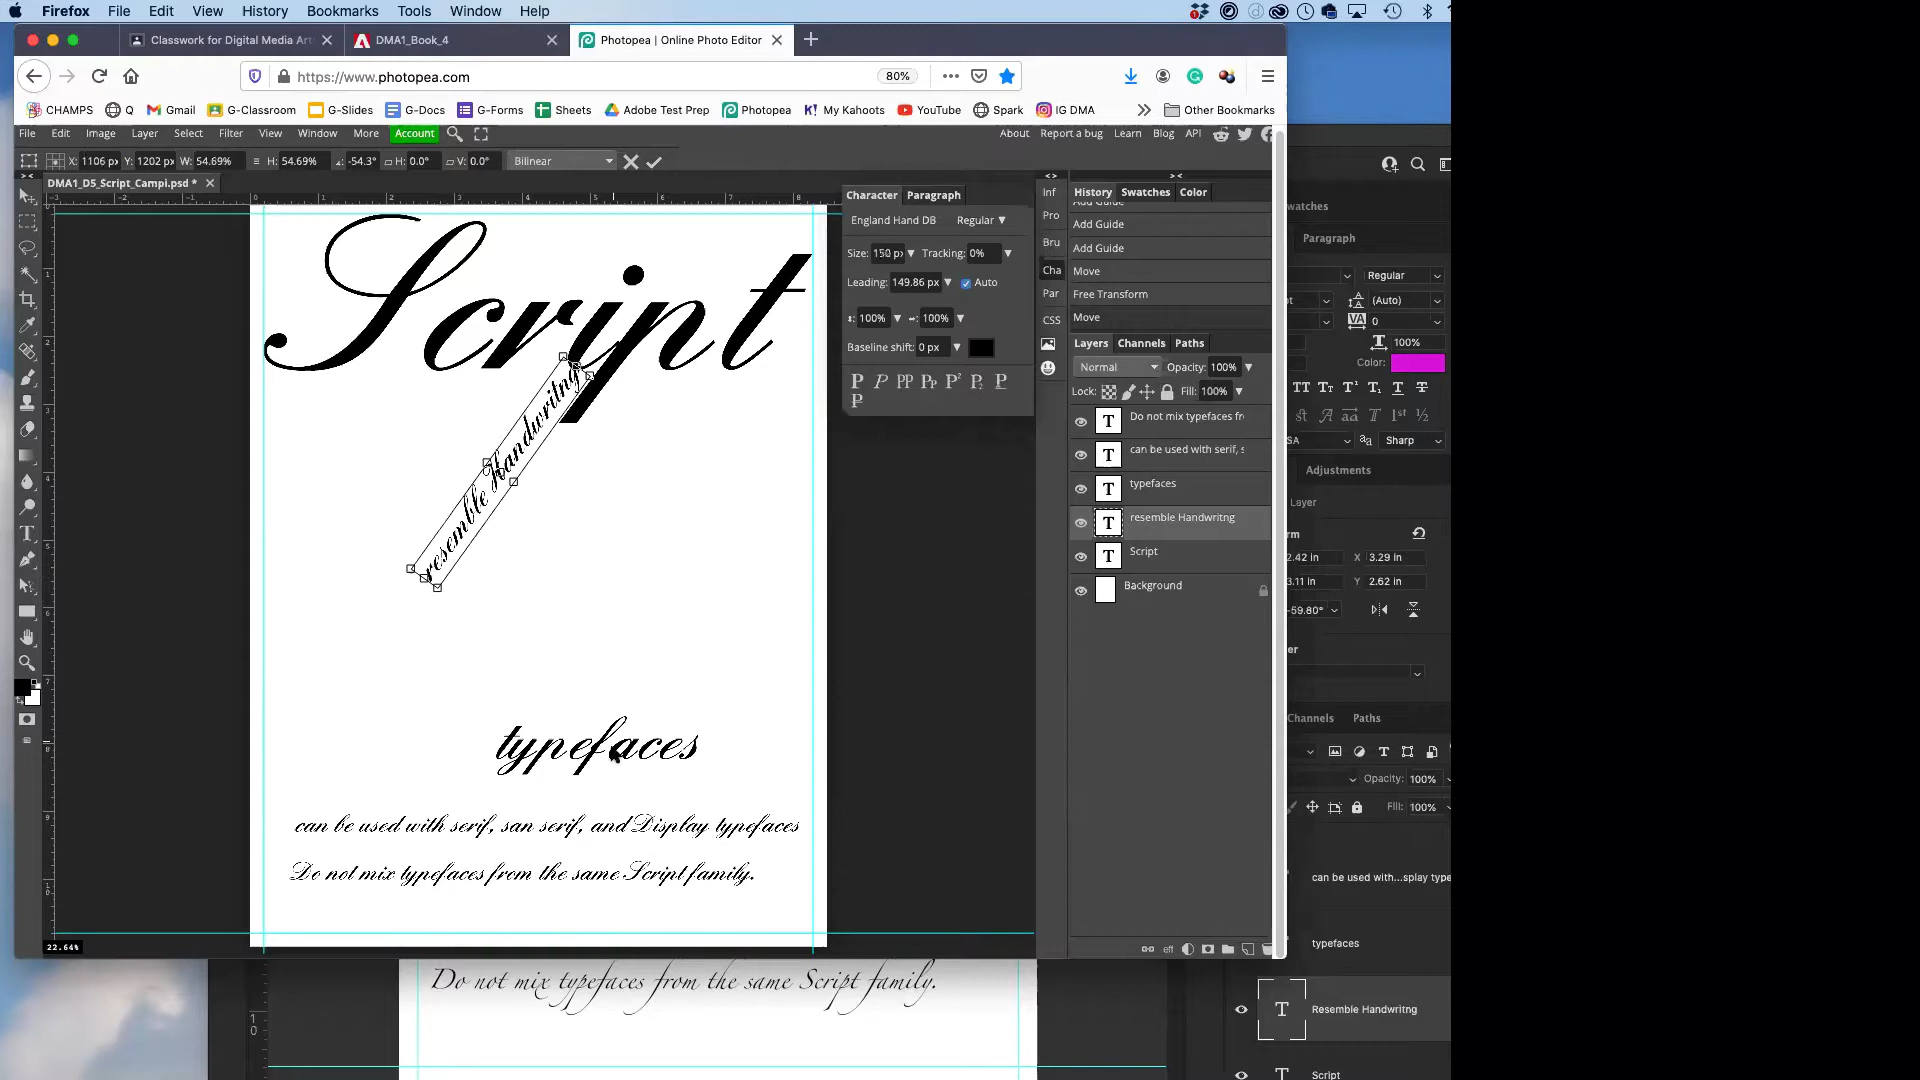 Firefox File Edit View History Bookmarks Tools Window Help
Classwork for Digital Media Art
DMA1_Book_4
Photopea | Online Photo Editor
https://www.photopea.com
80%
CHAMPS Q Gmail G-Classroom G-Slides G-Docs G-Forms Sheets Adobe Test Prep Photopea My Kahoots YouTube Spark IG DMA Other Bookmarks
File Edit Image Layer Select Filter View Window More Account
About Report a bug Learn Blog API
X: 1106 px Y: 1202 px W: 54.69% H: 54.69% -54.3° H: 0.0° V: 0.0° Bilinear
DMA1_D5_Script_Campi.psd *
Script
resemble Handwritng
typefaces
can be used with serif, san serif, and Display typefaces
Do not mix typefaces from the same Script family.
22.64%
Character Paragraph
England Hand DB Regular
Size: 150 px Tracking: 0%
Leading: 149.86 px Auto
100% 100%
Baseline shift: 0 px
Inf
Pro
Bru
Cha
Par
CSS
History Swatches Color
Add Guide
Add Guide
Add Guide
Move
Free Transform
Move
Layers Channels Paths
Normal Opacity: 100%
Lock: Fill: 100%
Do not mix typefaces fr
can be used with serif, s
typefaces
resemble Handwritng
Script
Background
eff
watches
Paragraph
Regular
(Auto)
0
100%
Color:
Sharp
Adjustments
Layer
2.42 in X 3.29 in
3.11 in Y 2.62 in
-59.80°
Channels Paths
Opacity: 100%
Fill: 100%
can be used with...splay type
typefaces
Resemble Handwritng
Script
Do not mix typefaces from the same Script family.